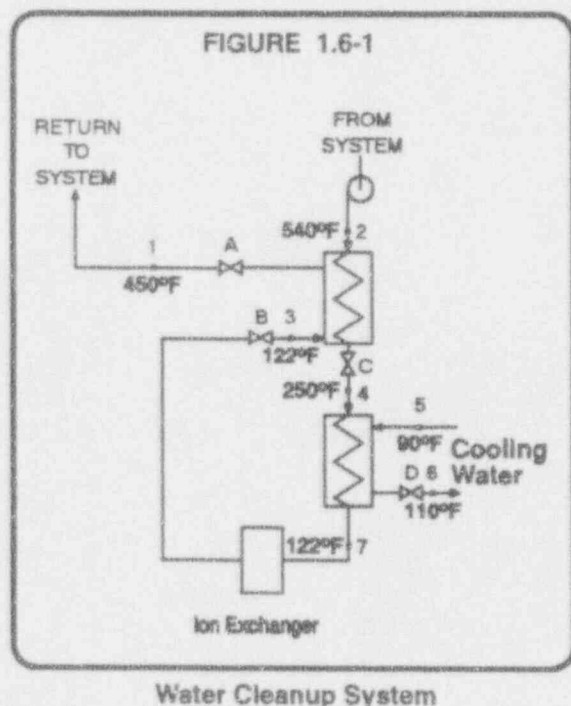 FIGURE 1.6-1
RETURN
TO
SYSTEM
FROM
SYSTEM
540ºF 2
1 A
450ºF
B 3
122ºF
C
250ºF 4
5
90ºF Cooling
Water
D 6
110ºF
122ºF 7
Ion Exchanger
Water Cleanup System